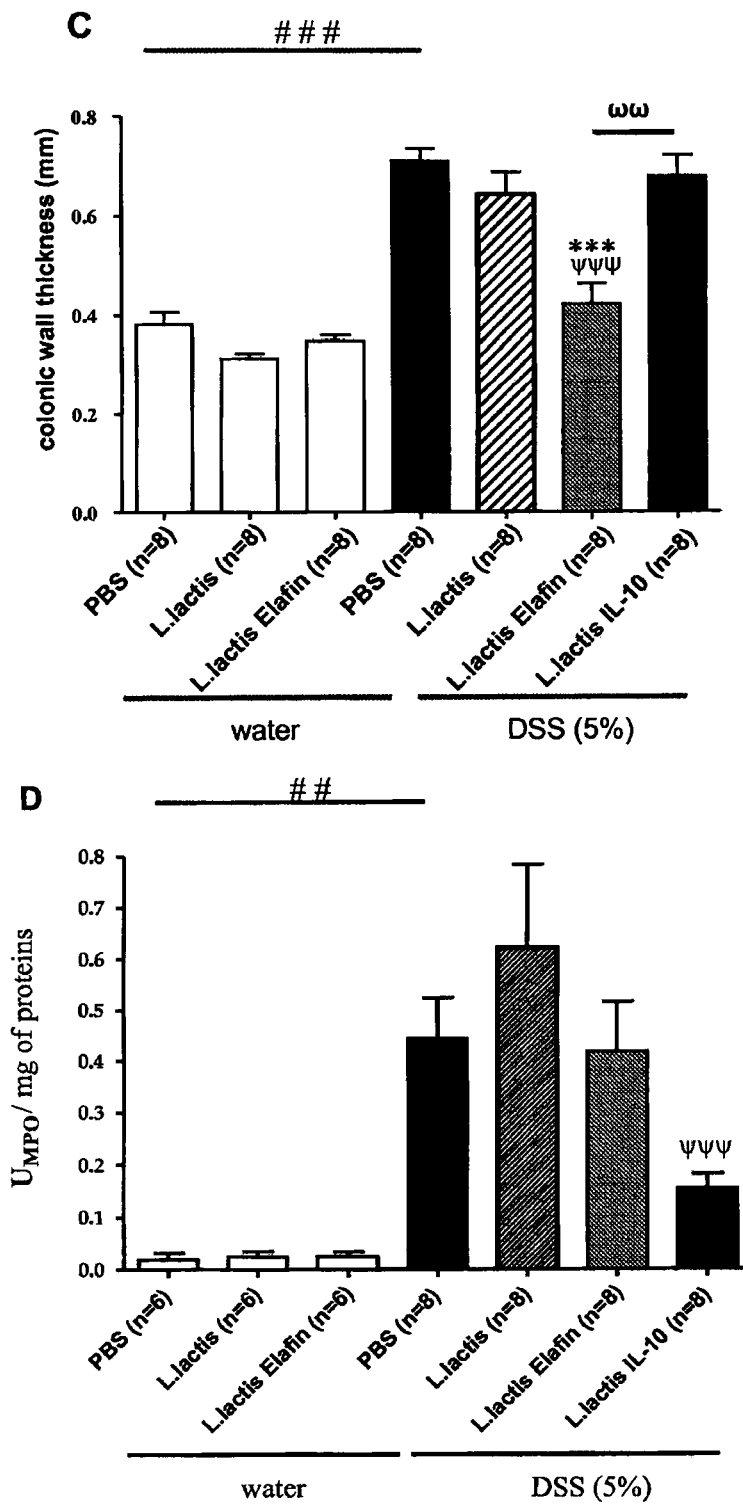 C
# # #
ωω
colonic wall thickness (mm)
0.8
0.6
0.4
0.2
0.0
***
ψψψ
PBS (n=8)
L.lactis (n=8)
L.lactis Elafin (n=8)
PBS (n=8)
L.lactis (n=8)
L.lactis Elafin (n=8)
L.lactis IL-10 (n=8)
water
DSS (5%)
D
# #
U_MPO/ mg of proteins
0.8
0.7
0.6
0.5
0.4
0.3
0.2
0.1
0.0
ψψψ
PBS (n=6)
L.lactis (n=6)
L.lactis Elafin (n=6)
PBS (n=8)
L.lactis (n=8)
L.lactis Elafin (n=8)
L.lactis IL-10 (n=8)
water
DSS (5%)